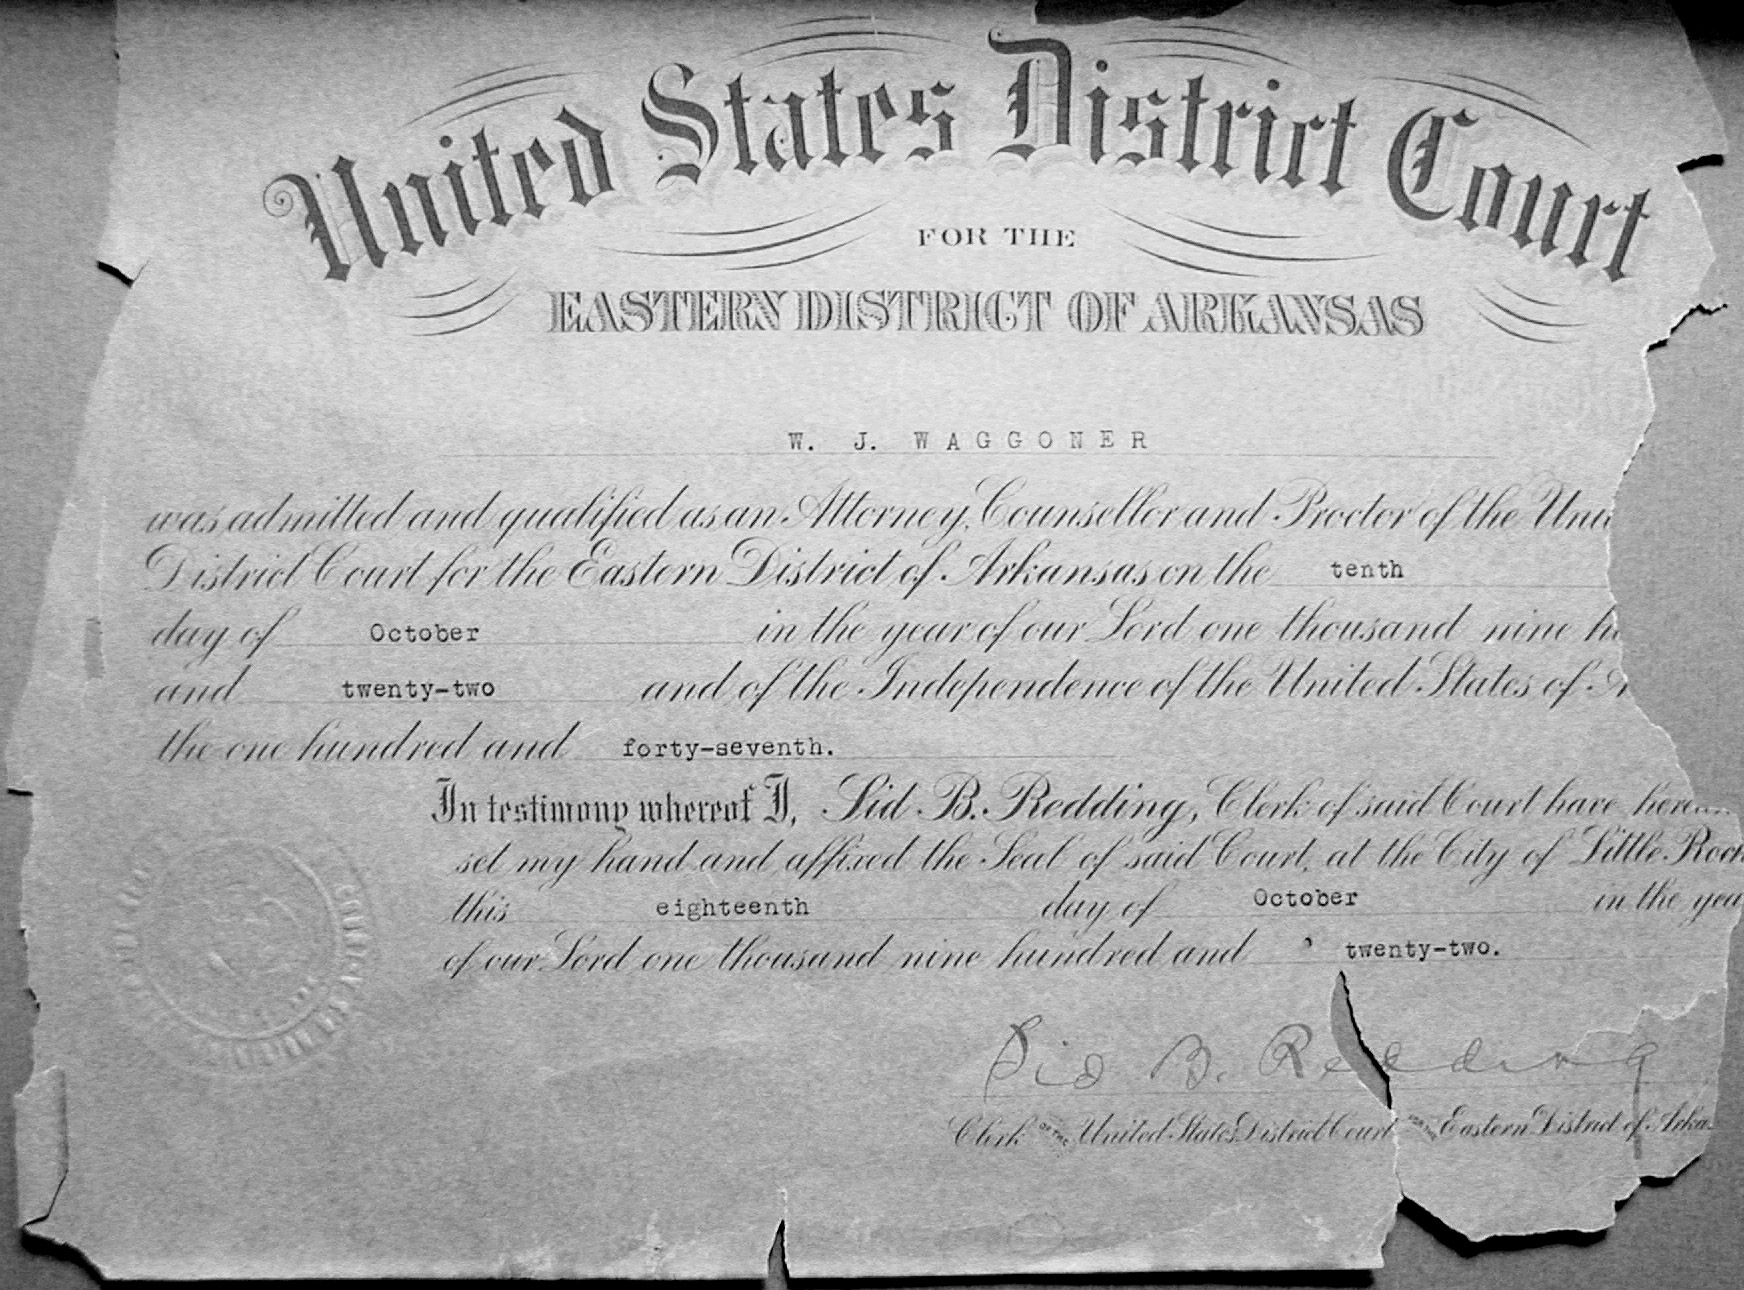 United States District Court
FOR THE
EASTERN DISTRICT OF ARKANSAS
W. J. WAGGONER
was admitted and qualified as an Attorney, Counsellor and Proctor of the
District Court for the Eastern District of Arkansas on the tenth
day of October in the year of our Lord one thousand nine
and twenty-two and of the Independence of the United States of
the one hundred and forty-seventh.
In testimony whereof I, Sid B. Redding, Clerk of said Court have
set my hand and affixed the Seal of said Court, at the City of Little
this eighteenth day of October in the
of our Lord one thousand nine hundred and twenty-two.
Sid B. Redding
Clerk OF THE United States District Court FOR THE Eastern District of